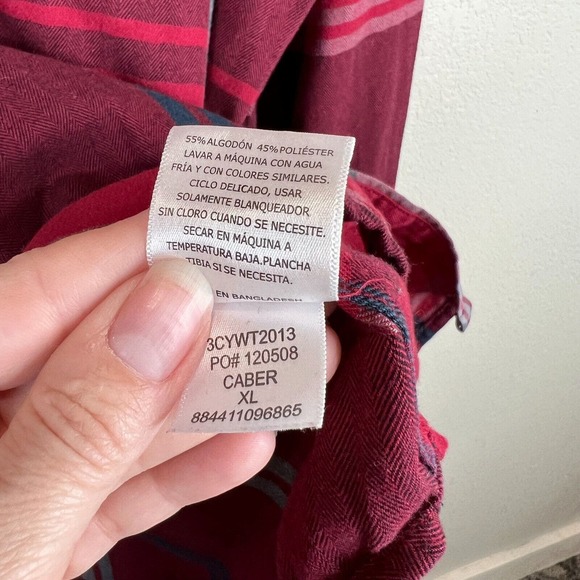 55% ALGODÓN 45% POLIÉSTER
LAVAR A MÁQUINA CON AGUA
FRÍA Y CON COLORES SIMILARES.
CICLO DELICADO, USAR
SOLAMENTE BLANQUEADOR
SIN CLORO CUANDO SE NECESITE.
SECAR EN MÁQUINA A
TEMPERATURA BAJA.PLANCHA
TIBIA SI SE NECESITA.
EN BANGLADESH
3CYWT2013
PO# 120508
CABER
XL
884411096865